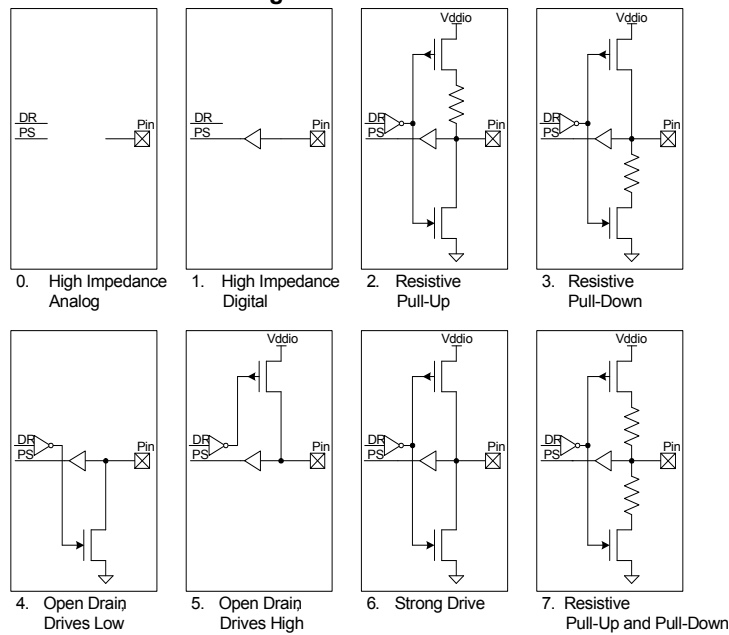 Vddio Vddio
DR DR DR DR
PS Pin PS Pin PS Pin PS Pin
0. High Impedance Analog
1. High Impedance Digital
2. Resistive Pull-Up
3. Resistive Pull-Down
Vddio Vddio Vddio
DR DR DR DR
PS Pin PS Pin PS Pin PS Pin
4. Open Drain, Drives Low
5. Open Drain, Drives High
6. Strong Drive
7. Resistive Pull-Up and Pull-Down